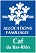 ALLOCATIONS
FAMILIALES
Caf
du Bas-Rhin